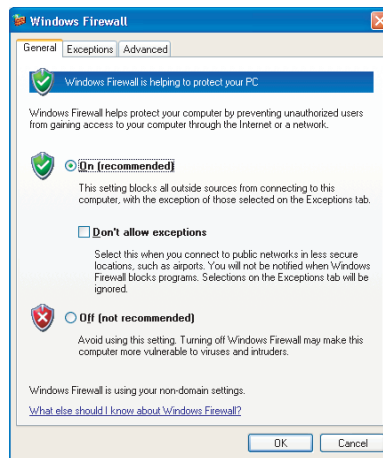 Windows Firewall
General Exceptions Advanced
Windows Firewall is helping to protect your PC
Windows Firewall helps protect your computer by preventing unauthorized users
from gaining access to your computer through the Internet or a network.
On (recommended)
This setting blocks all outside sources from connecting to this
computer, with the exception of those selected on the Exceptions tab.
Don't allow exceptions
Select this when you connect to public networks in less secure
locations, such as airports. You will not be notified when Windows
Firewall blocks programs. Selections on the Exceptions tab will be
ignored.
Off (not recommended)
Avoid using this setting. Turning off Windows Firewall may make this
computer more vulnerable to viruses and intruders.
Windows Firewall is using your non-domain settings.
What else should I know about Windows Firewall?
OK Cancel